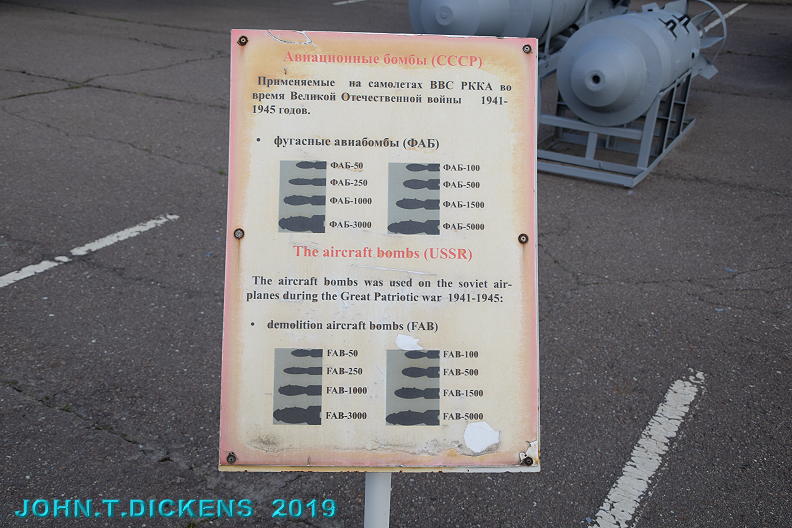 Авиационные бомбы (СССР)
Применяемые на самолетах ВВС РККА во
время Великой Отечественной войны 1941-
1945 годов.
• фугасные авиабомбы (ФАБ)
ФАБ-50
ФАБ-100
ФАБ-250
ФАБ-500
ФАБ-1000
ФАБ-1500
ФАБ-3000
ФАБ-5000
The aircraft bombs (USSR)
The aircraft bombs was used on the soviet air-
planes during the Great Patriotic war 1941-1945:
• demolition aircraft bombs (FAB)
FAB-50
FAB-100
FAB-250
FAB-500
FAB-1000
FAB-1500
FAB-3000
FAB-5000
JOHN.T.DICKENS 2019